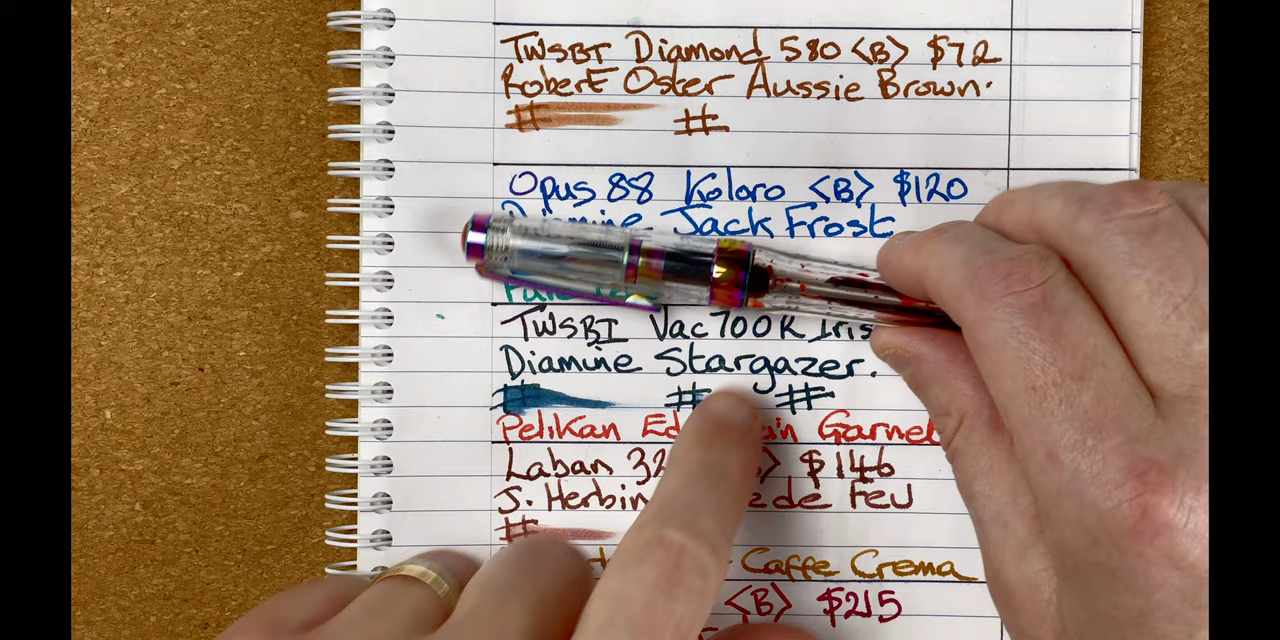 TWSBI Diamond 580 <B> $72
Robert Oster Aussie Brown.
# #
Opus 88 Koloro <B> $120
Diamine Jack Frost
TWSBI Vac700R Iris
Diamine Stargazer.
# # #
Pelikan Garnet
Laban $146
J. Herbin de Feu
#
Caffe Crema
<B> $215